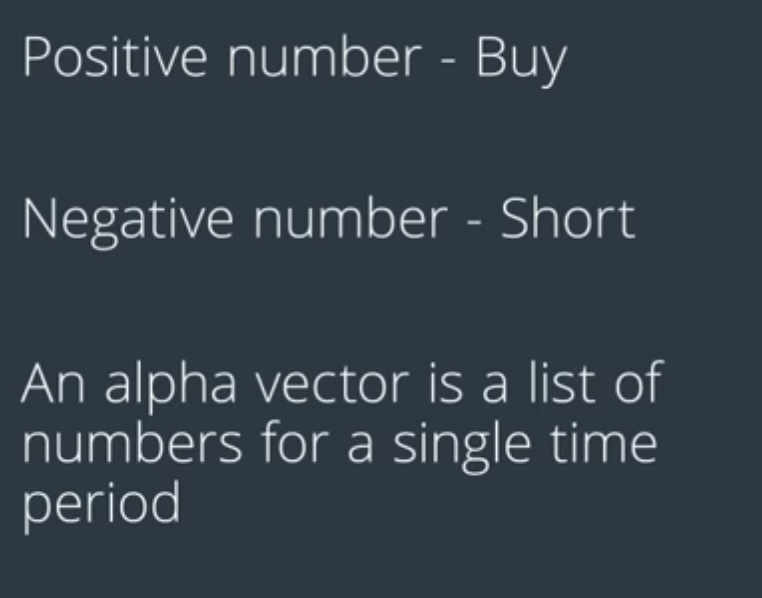 Positive number - Buy
Negative number - Short
An alpha vector is a list of
numbers for a single time
period